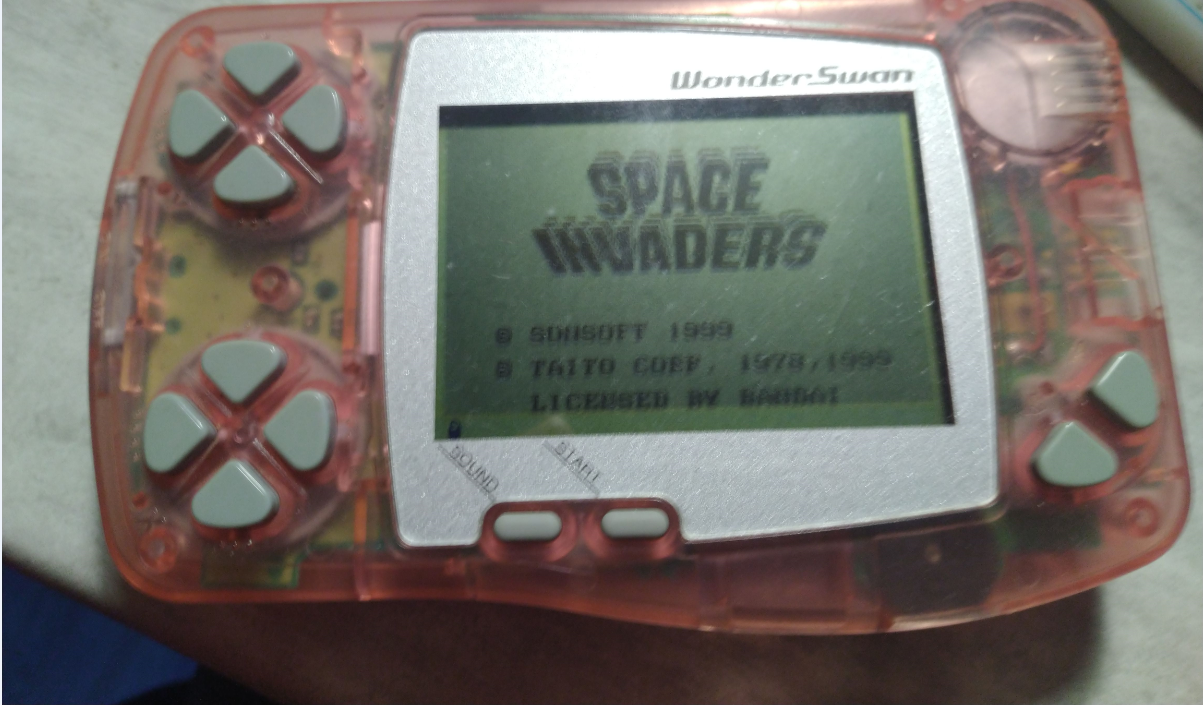 WonderSwan
SPACE
INVADERS
© SUNSOFT 1999
© TAITO CORP. 1978,1999
LICENSED BY BANDAI
SOUND
START